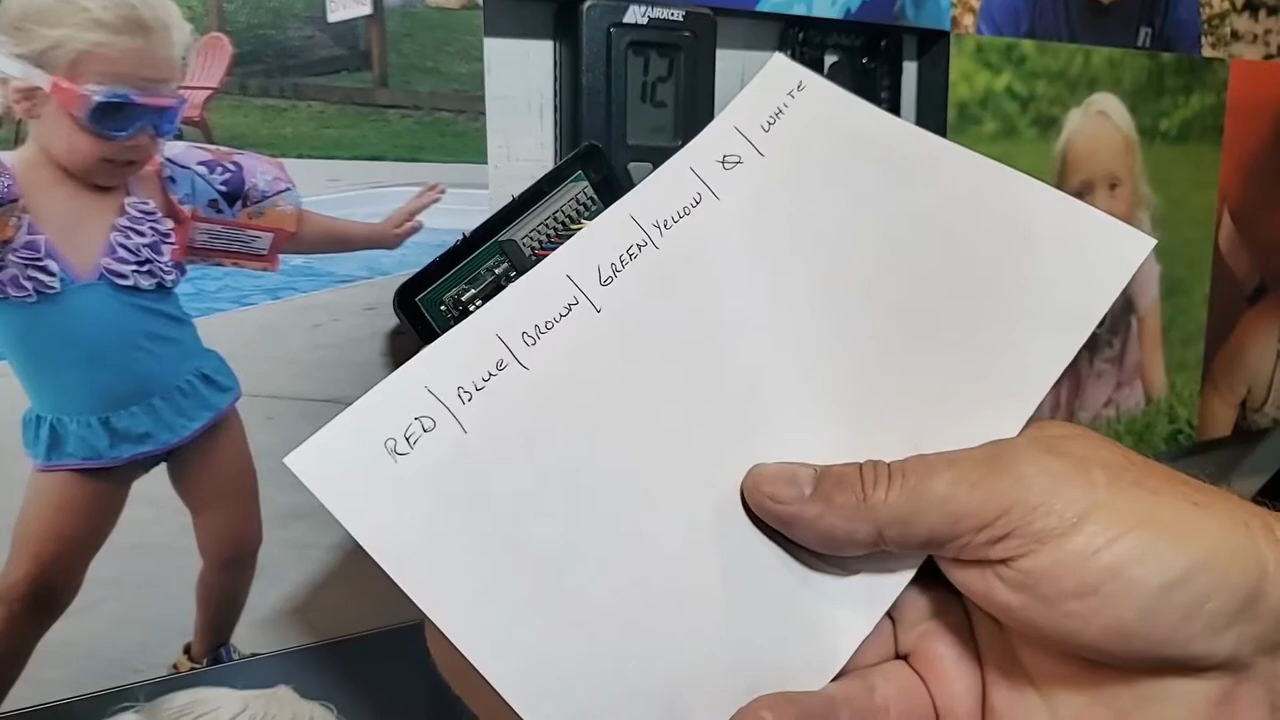 DIVING
AIRXCEL
72
RED | BLUE | BROWN | GREEN | YELLOW | Ø | WHITE